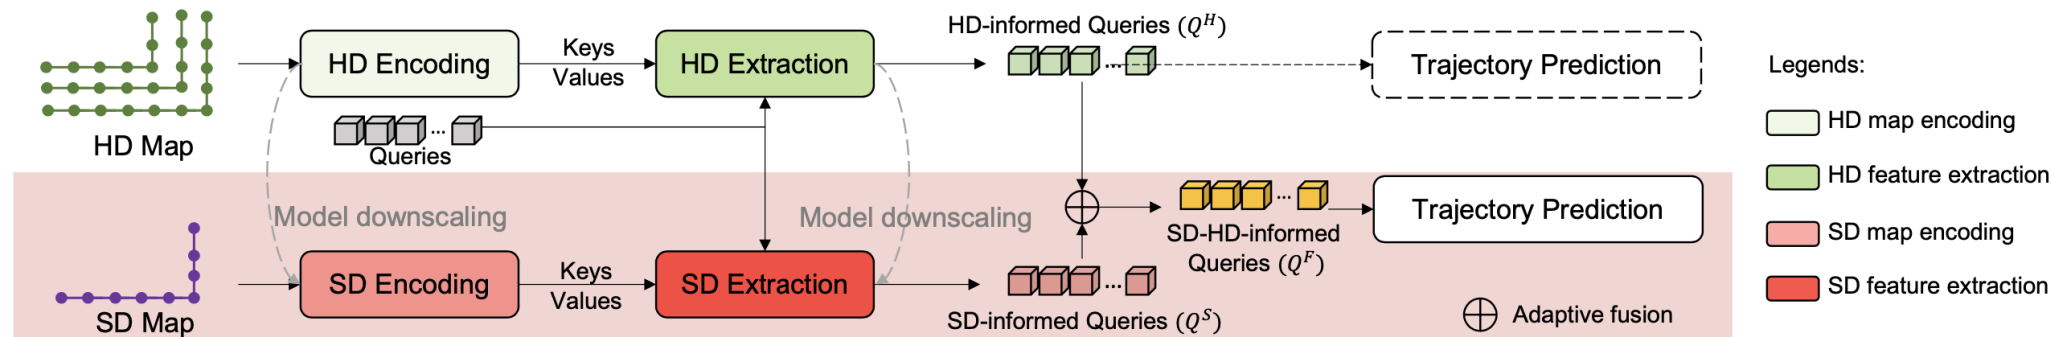 HD-informed Queries (Q^H)
HD Encoding
Keys
Values
HD Extraction
...
Trajectory Prediction
Legends:
HD Map
...
Queries
HD map encoding
HD feature extraction
Model downscaling
Model downscaling
...
Trajectory Prediction
SD-HD-informed
Queries (Q^F)
SD map encoding
SD Map
SD Encoding
Keys
Values
SD Extraction
...
SD-informed Queries (Q^S)
Adaptive fusion
SD feature extraction